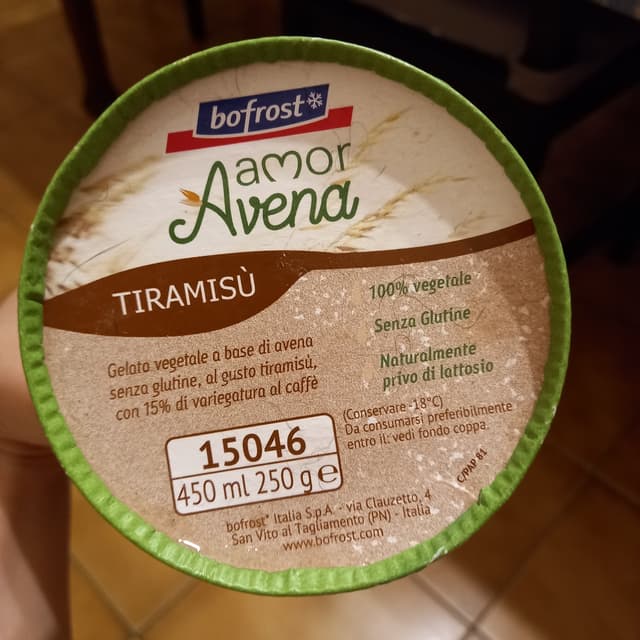 bofrost*
amor
Avena
TIRAMISÙ
100% vegetale
Senza Glutine
Naturalmente
privo di lattosio
Gelato vegetale a base di avena
senza glutine, al gusto tiramisù,
con 15% di variegatura al caffè
15046
450 ml 250 g e
(Conservare -18°C)
Da consumarsi preferibilmente
entro il: vedi fondo coppa.
C/PAP 81
bofrost* Italia S.p.A. - via Clauzetto, 4
San Vito al Tagliamento (PN) - Italia
www.bofrost.com